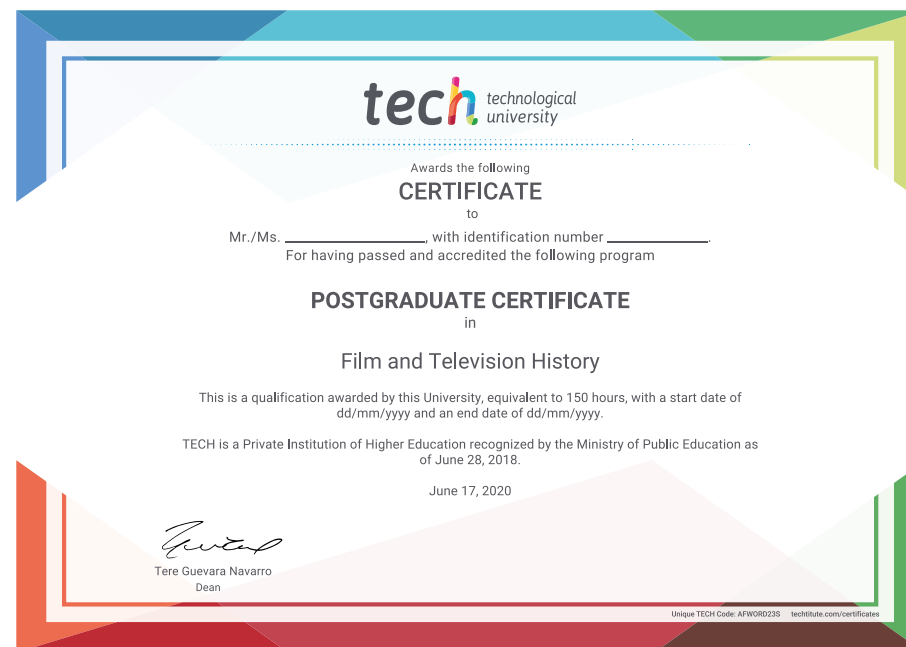 tech technological
university
Awards the following
CERTIFICATE
to
Mr./Ms. ____________________, with identification number ______________.
For having passed and accredited the following program
POSTGRADUATE CERTIFICATE
in
Film and Television History
This is a qualification awarded by this University, equivalent to 150 hours, with a start date of
dd/mm/yyyy and an end date of dd/mm/yyyy.
TECH is a Private Institution of Higher Education recognized by the Ministry of Public Education as
of June 28, 2018.
June 17, 2020
Tere Guevara Navarro
Dean
Unique TECH Code: AFWORD23S techtitute.com/certificates